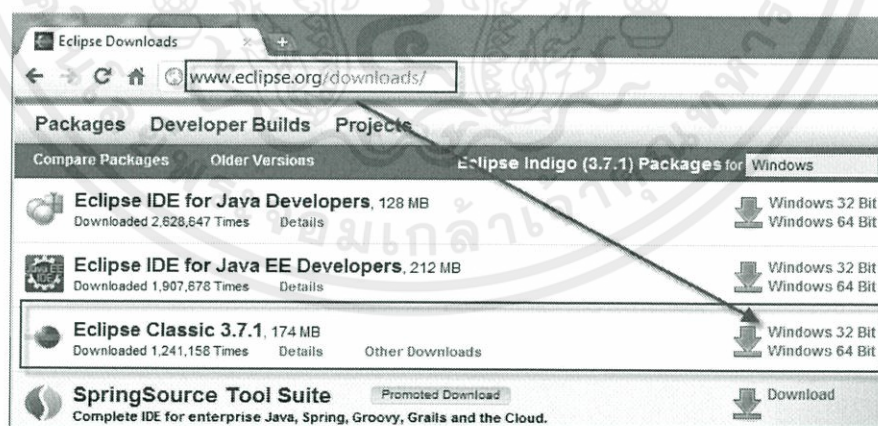 Eclipse Downloads
www.eclipse.org/downloads/
Packages Developer Builds Projects
Compare Packages Older Versions Eclipse Indigo (3.7.1) Packages for Windows
Eclipse IDE for Java Developers, 128 MB Windows 32 Bit
Downloaded 2,628,647 Times Details Windows 64 Bit
Eclipse IDE for Java EE Developers, 212 MB Windows 32 Bit
Downloaded 1,907,678 Times Details Windows 64 Bit
Eclipse Classic 3.7.1, 174 MB Windows 32 Bit
Downloaded 1,241,158 Times Details Other Downloads Windows 64 Bit
SpringSource Tool Suite Promoted Download Download
Complete IDE for enterprise Java, Spring, Groovy, Grails and the Cloud.